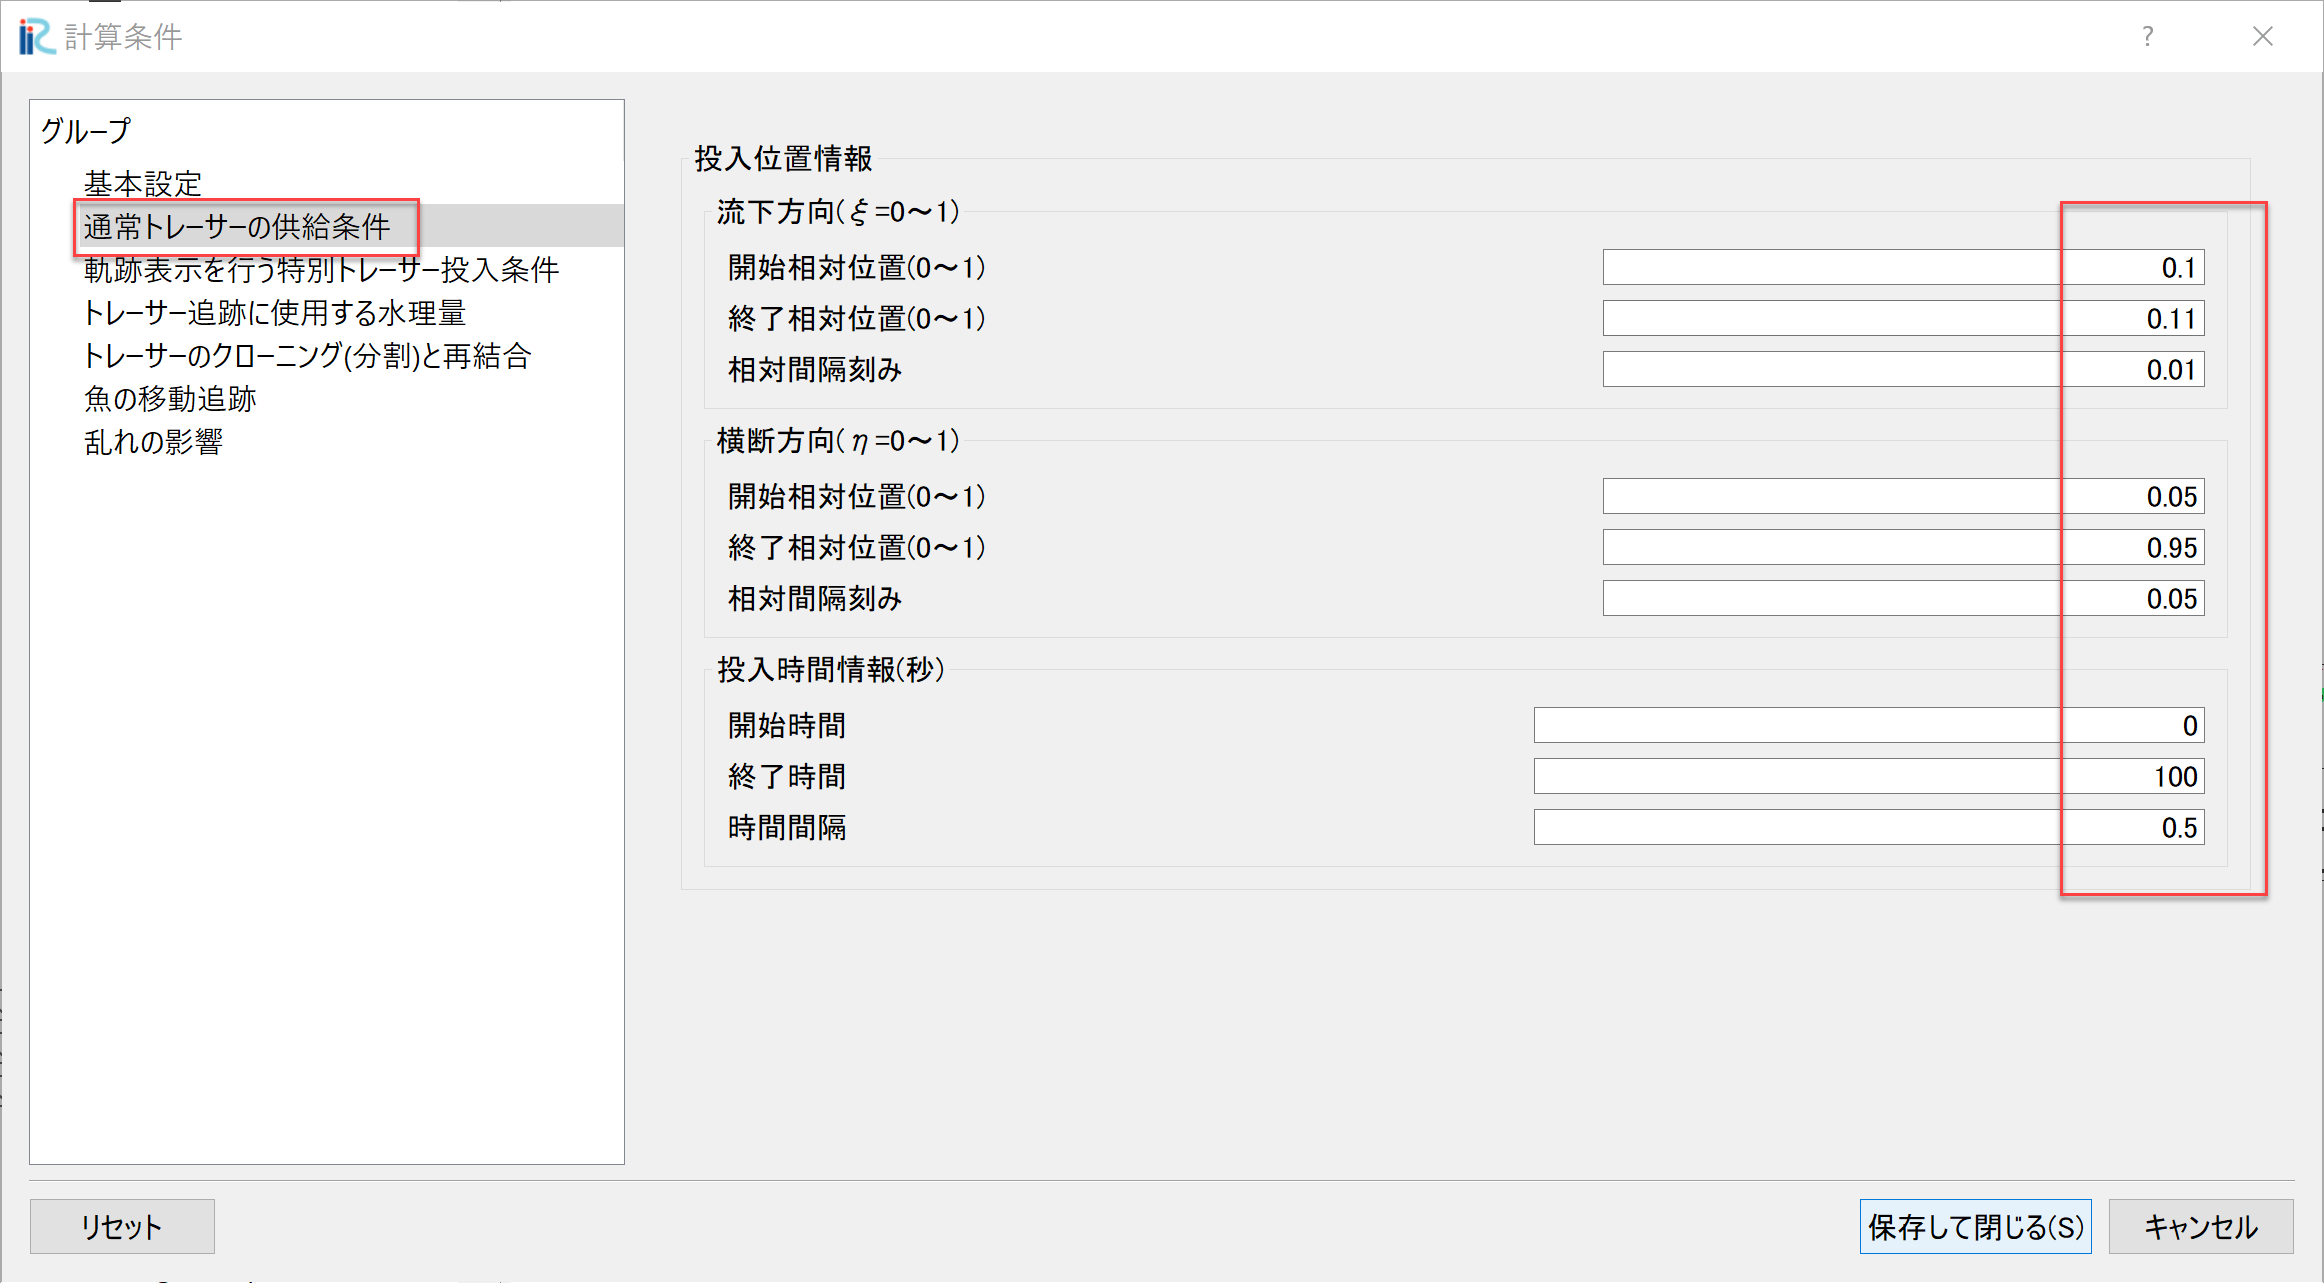 計算条件
?
グループ
基本設定
通常トレーサーの供給条件
軌跡表示を行う特別トレーサー投入条件
トレーサー追跡に使用する水理量
トレーサーのクローニング(分割)と再結合
魚の移動追跡
乱れの影響
投入位置情報
流下方向(ξ=0～1)
開始相対位置(0～1) 0.1
終了相対位置(0～1) 0.11
相対間隔刻み 0.01
横断方向(η=0～1)
開始相対位置(0～1) 0.05
終了相対位置(0～1) 0.95
相対間隔刻み 0.05
投入時間情報(秒)
開始時間 0
終了時間 100
時間間隔 0.5
リセット
保存して閉じる(S)
キャンセル